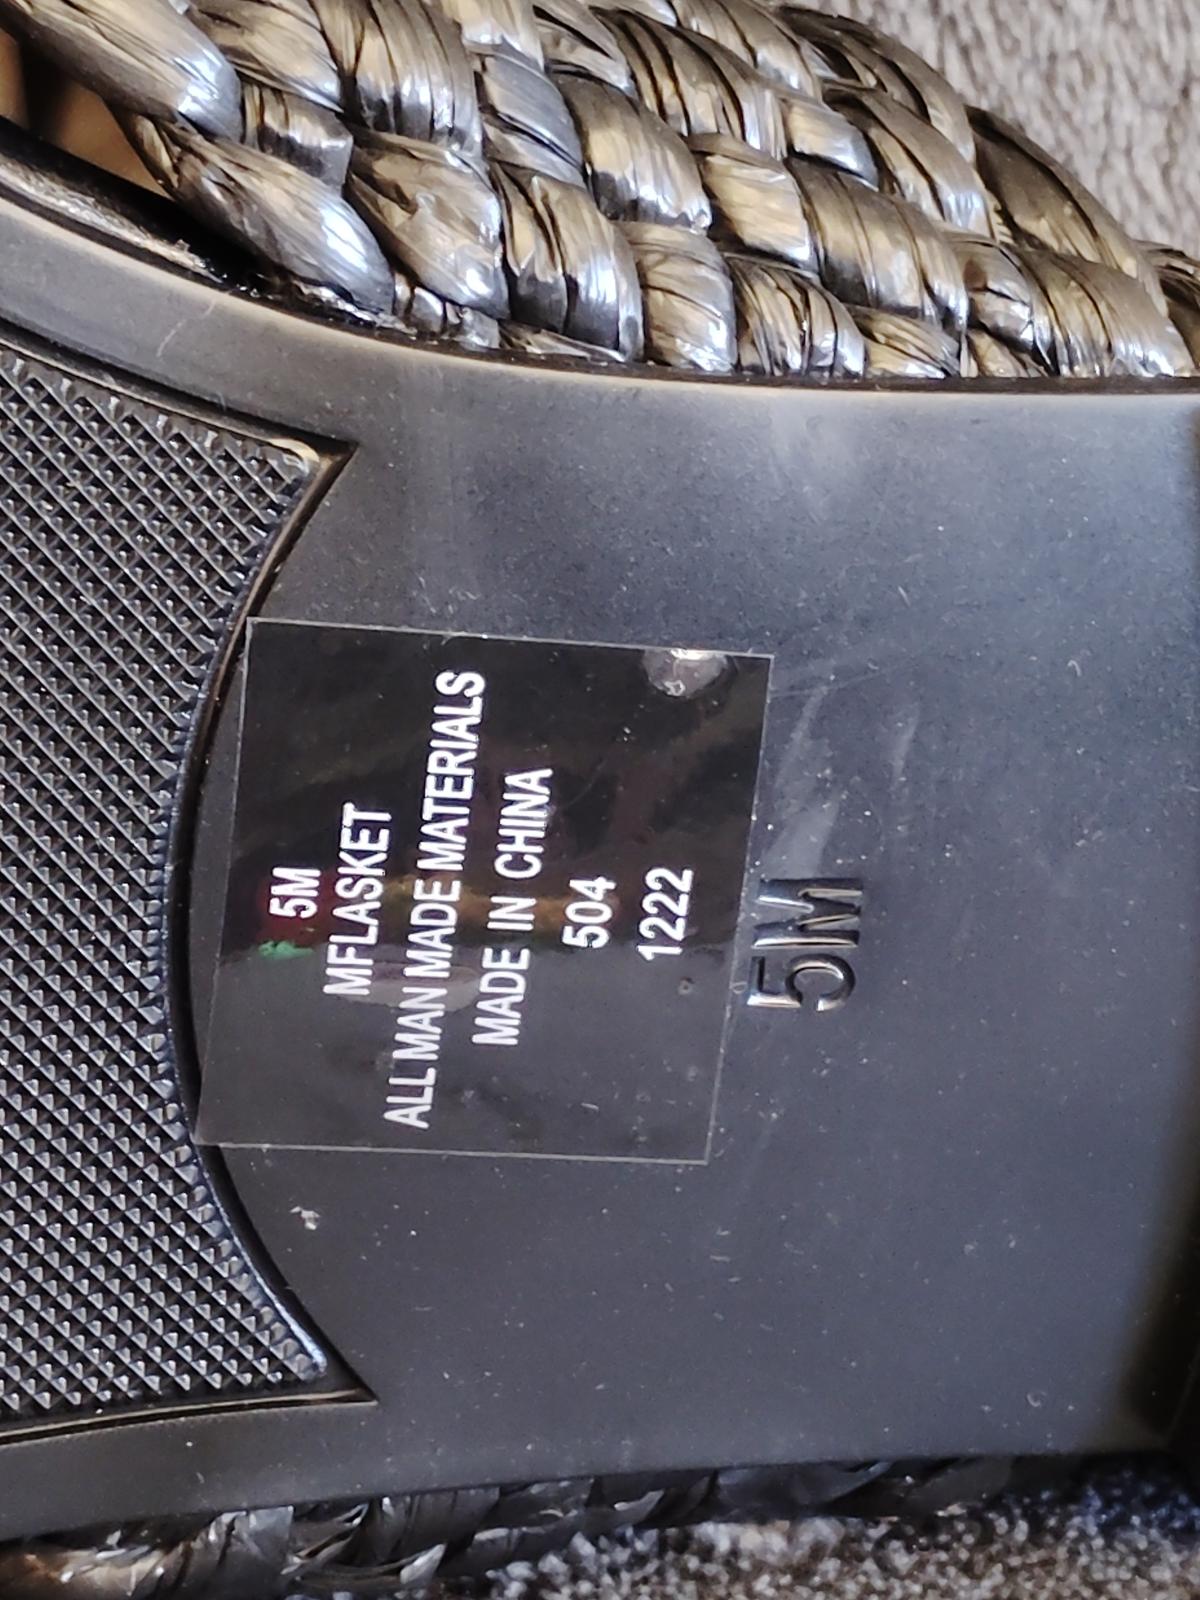 5M
MFLASKET
ALL MAN MADE MATERIALS
MADE IN CHINA
504
1222
5M